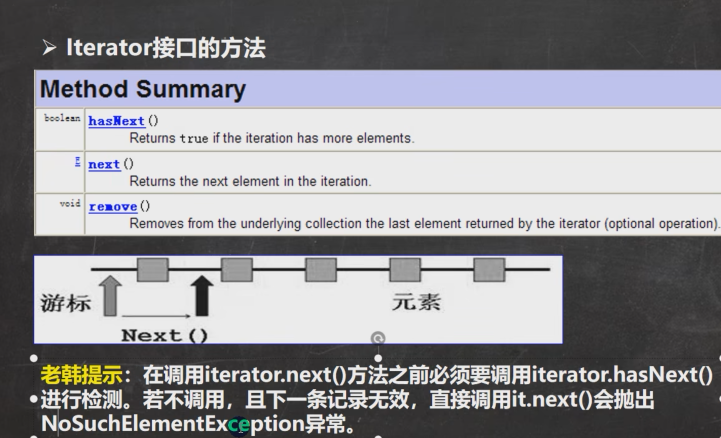 ➢ Iterator接口的方法
Method Summary
boolean hasNext()
Returns true if the iteration has more elements.
E next()
Returns the next element in the iteration.
void remove()
Removes from the underlying collection the last element returned by the iterator (optional operation).
游标 元素
Next()
老韩提示：在调用iterator.next()方法之前必须要调用iterator.hasNext()
进行检测。若不调用，且下一条记录无效，直接调用it.next()会抛出
NoSuchElementException异常。